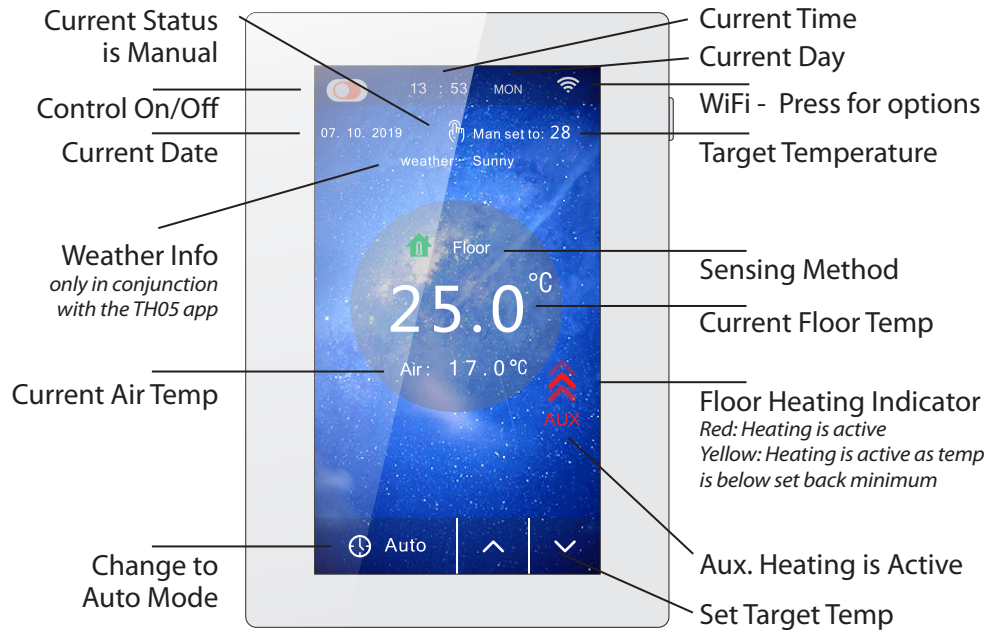 Current Status
is Manual
Control On/Off
Current Date
Weather Info
only in conjunction
with the TH05 app
Current Air Temp
Change to
Auto Mode
13 : 53 MON
07. 10. 2019 Man set to: 28
weather: Sunny
Floor
25.0 °C
Air: 17.0°C
AUX
Auto
Current Time
Current Day
WiFi - Press for options
Target Temperature
Sensing Method
Current Floor Temp
Floor Heating Indicator
Red: Heating is active
Yellow: Heating is active as temp
is below set back minimum
Aux. Heating is Active
Set Target Temp